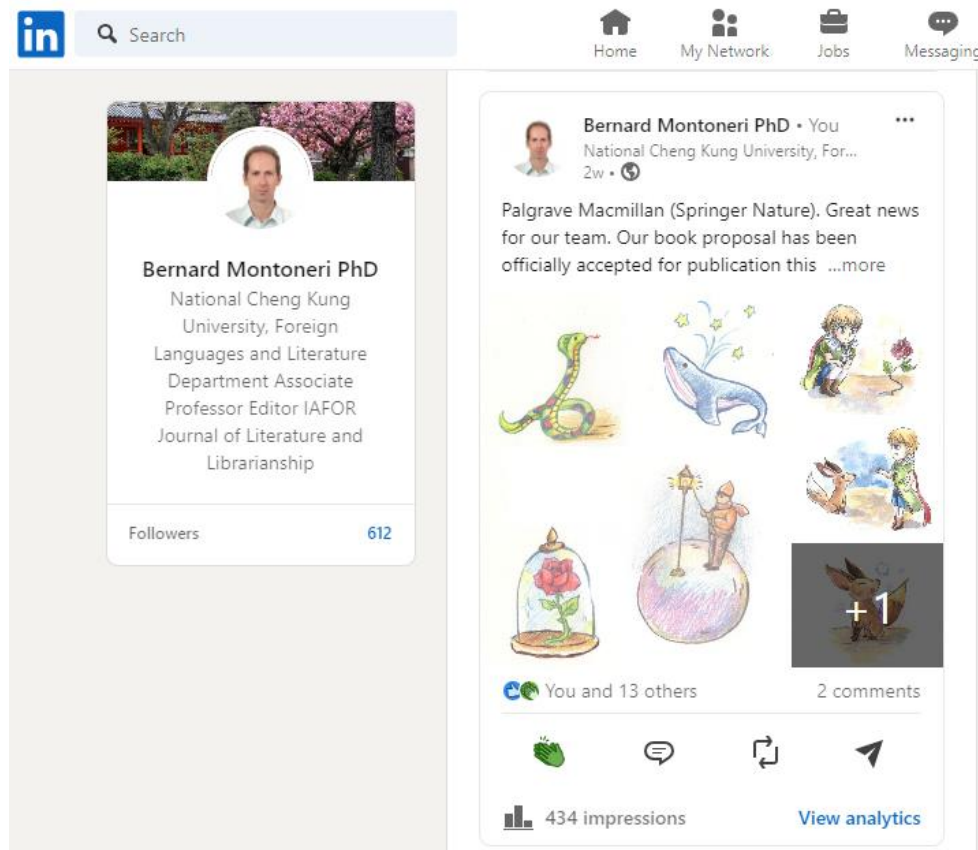 in
Search
Home
My Network
Jobs
Messaging
Bernard Montoneri PhD
National Cheng Kung
University, Foreign
Languages and Literature
Department Associate
Professor Editor IAFOR
Journal of Literature and
Librarianship
Followers 612
Bernard Montoneri PhD • You
National Cheng Kung University, For...
2w •
Palgrave Macmillan (Springer Nature). Great news
for our team. Our book proposal has been
officially accepted for publication this ...more
+1
You and 13 others 2 comments
434 impressions View analytics